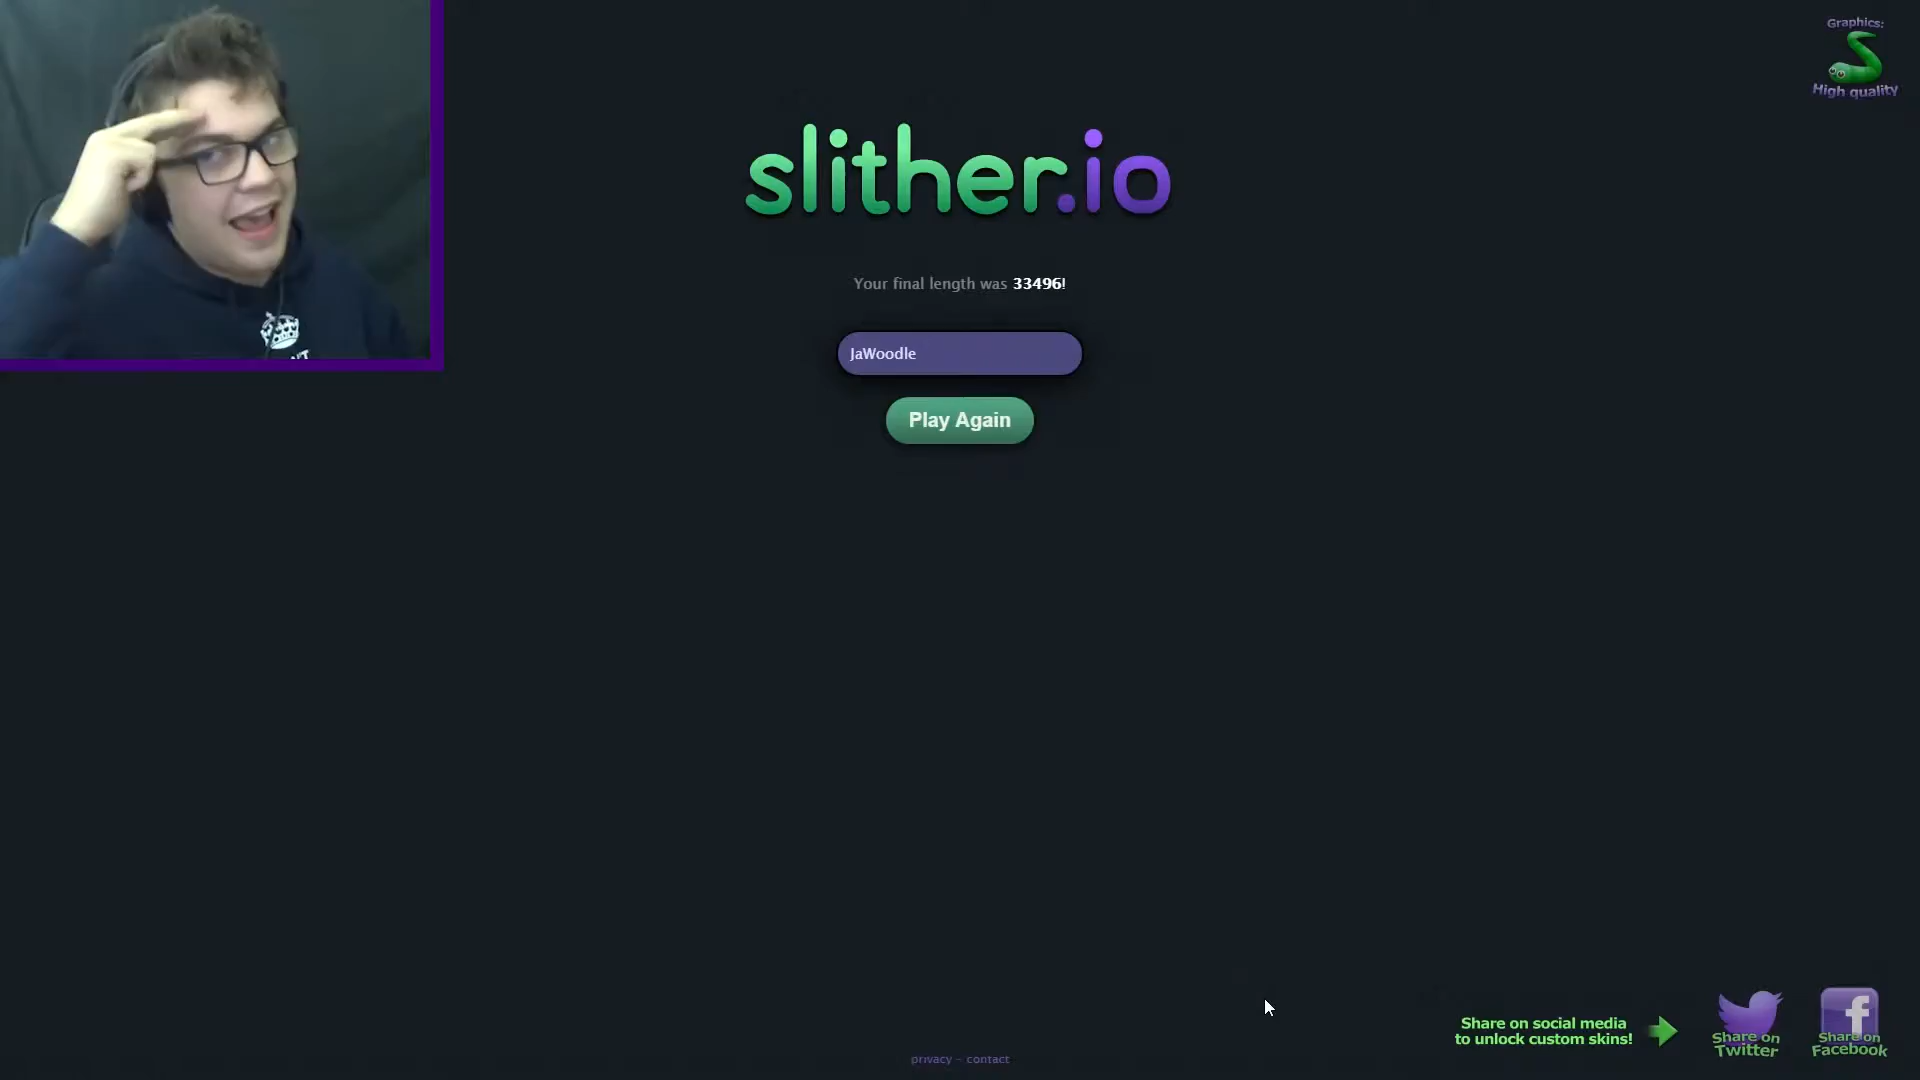 Graphics:
High quality
slither.io
Your final length was 33496!
JaWoodle
Play Again
Share on social media
to unlock custom skins!
Share on
Twitter
Share on
Facebook
privacy - contact